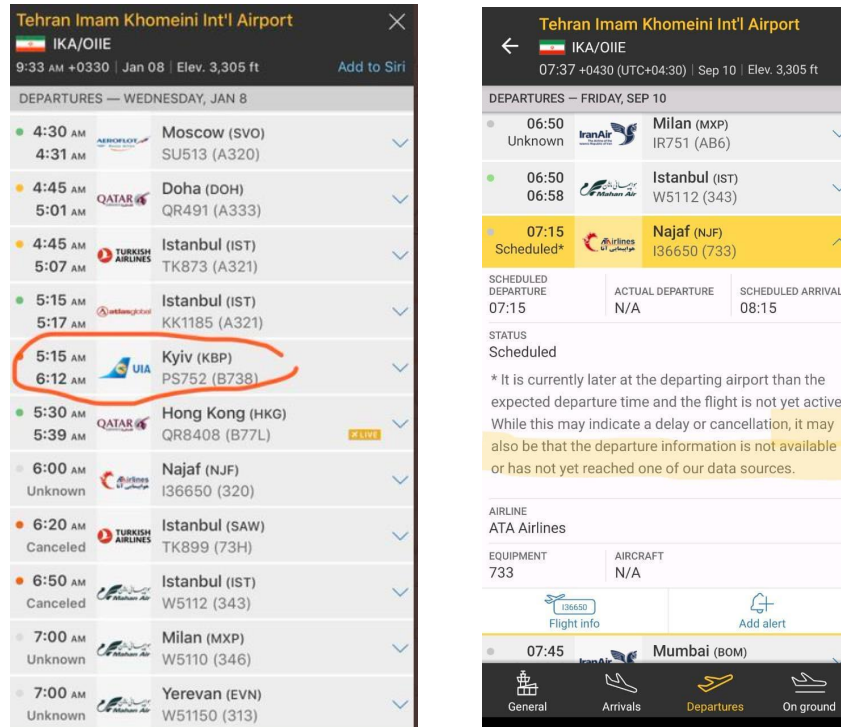 Tehran Imam Khomeini Int'l Airport
IKA/OIIE
9:33 AM +0330 | Jan 08 | Elev. 3,305 ft Add to Siri
DEPARTURES — WEDNESDAY, JAN 8
4:30 AM AEROFLOT Moscow (SVO)
4:31 AM SU513 (A320)
4:45 AM QATAR Doha (DOH)
5:01 AM QR491 (A333)
4:45 AM TURKISH AIRLINES Istanbul (IST)
5:07 AM TK873 (A321)
5:15 AM atlasglobal Istanbul (IST)
5:17 AM KK1185 (A321)
5:15 AM UIA Kyiv (KBP)
6:12 AM PS752 (B738)
5:30 AM QATAR Hong Kong (HKG)
5:39 AM QR8408 (B77L) LIVE
6:00 AM Airlines Najaf (NJF)
Unknown I36650 (320)
6:20 AM TURKISH AIRLINES Istanbul (SAW)
Canceled TK899 (73H)
6:50 AM Mahan Air Istanbul (IST)
Canceled W5112 (343)
7:00 AM Mahan Air Milan (MXP)
Unknown W5110 (346)
7:00 AM Mahan Air Yerevan (EVN)
Unknown W51150 (313)
Tehran Imam Khomeini Int'l Airport
IKA/OIIE
07:37 +0430 (UTC+04:30) | Sep 10 | Elev. 3,305 ft
DEPARTURES – FRIDAY, SEP 10
06:50 IranAir Milan (MXP)
Unknown IR751 (AB6)
06:50 Mahan Air Istanbul (IST)
06:58 W5112 (343)
07:15 Airlines Najaf (NJF)
Scheduled* هواپیمایی آتا I36650 (733)
SCHEDULED
DEPARTURE ACTUAL DEPARTURE SCHEDULED ARRIVAL
07:15 N/A 08:15
STATUS
Scheduled
* It is currently later at the departing airport than the
expected departure time and the flight is not yet active
While this may indicate a delay or cancellation, it may
also be that the departure information is not available
or has not yet reached one of our data sources.
AIRLINE
ATA Airlines
EQUIPMENT AIRCRAFT
733 N/A
I36650
Flight info Add alert
07:45 IranAir Mumbai (BOM)
General Arrivals Departures On ground